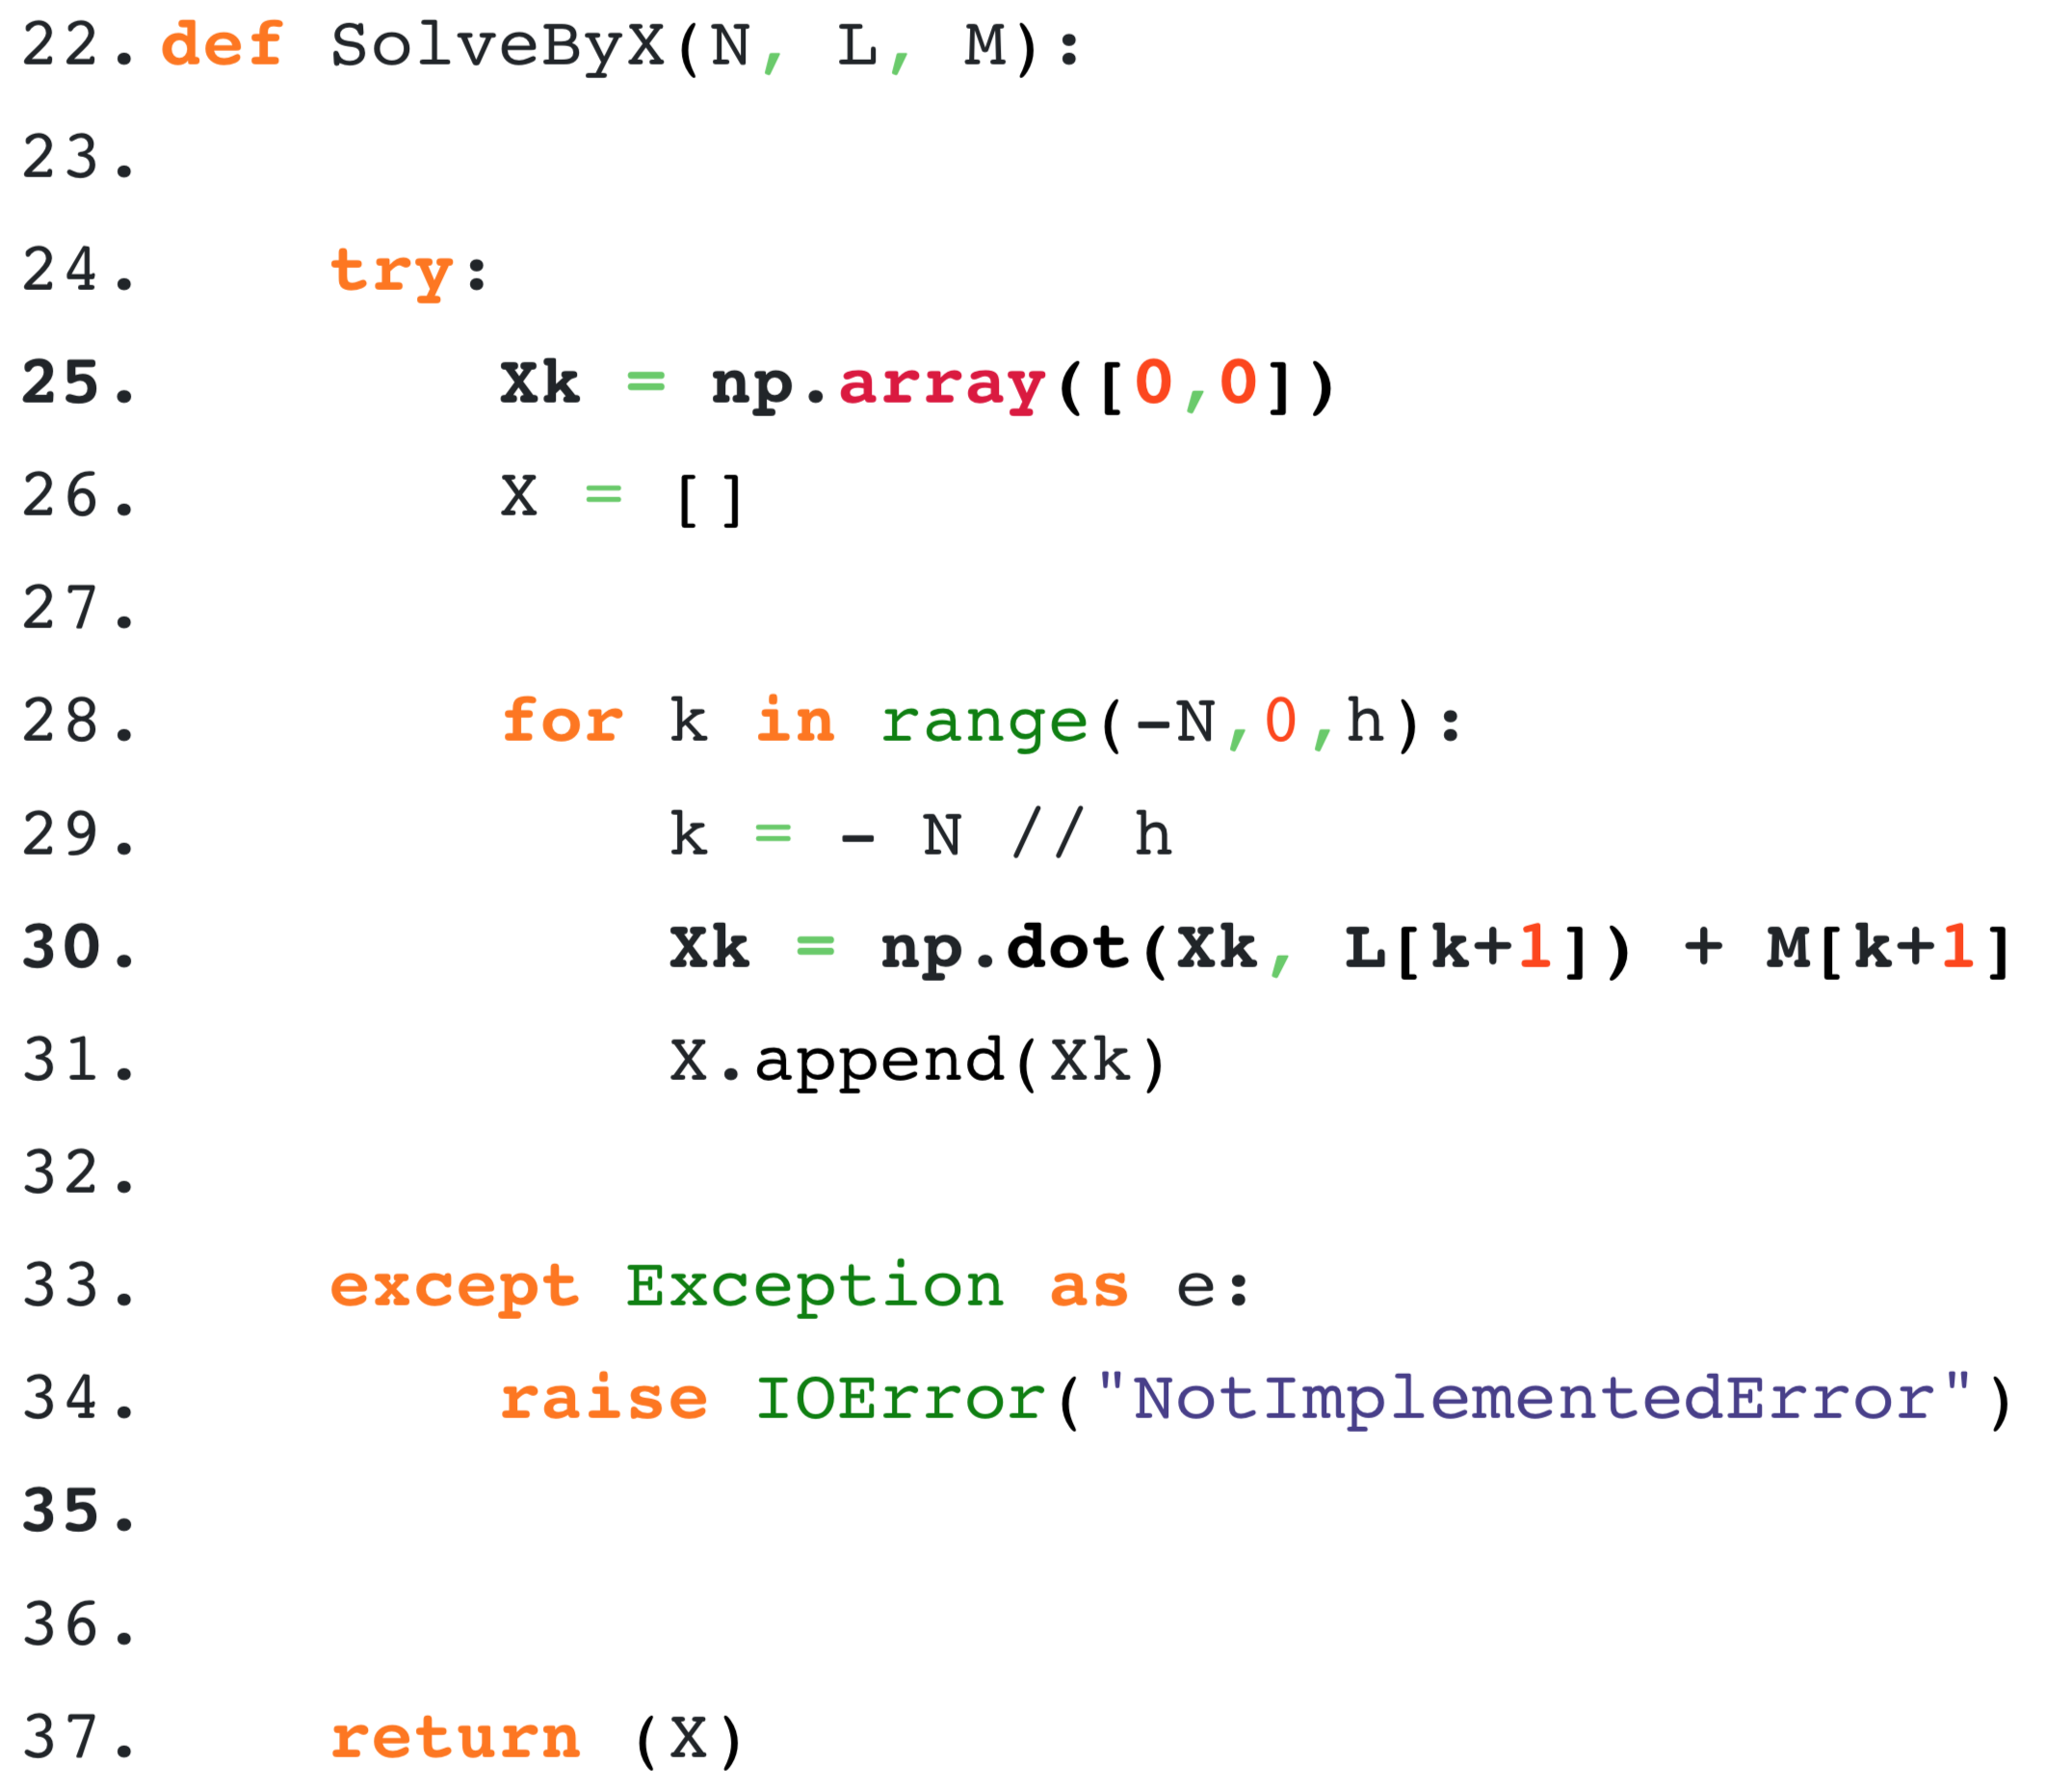 22.def SolveByX(N, L, M):
23.
24.    try:
25.        Xk = np.array([0,0])
26.        X = []
27.
28.        for k in range(-N,0,h):
29.            k = - N // h
30.            Xk = np.dot(Xk, L[k+1]) + M[k+1]
31.            X.append(Xk)
32.
33.    except Exception as e:
34.        raise IOError("NotImplementedError")
35.
36.
37.    return (X)